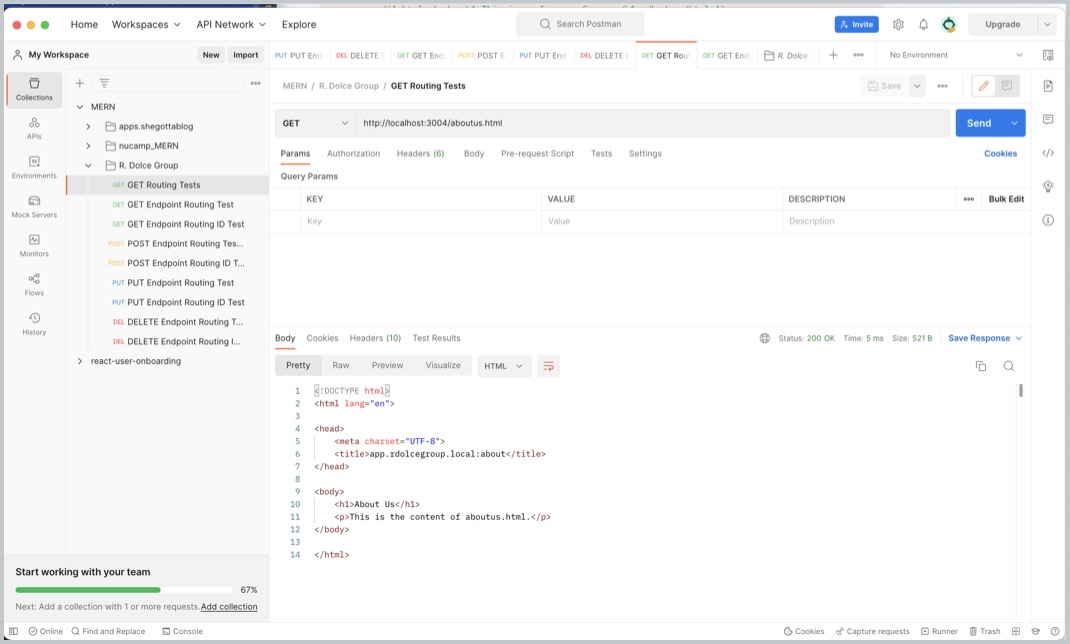 Home Workspaces API Network Explore Search Postman Invite Upgrade
My Workspace New Import
PUT PUT End DEL DELETE GET GET End POST POST E PUT PUT End DEL DELETE GET GET Rou GET GET End R. Dolce No Environment
Collections
APIs
Environments
Mock Servers
Monitors
Flows
History
MERN
apps.shegottablog
nucamp_MERN
R. Dolce Group
GET GET Routing Tests
GET GET Endpoint Routing Test
GET GET Endpoint Routing ID Test
POST POST Endpoint Routing Tes...
POST POST Endpoint Routing ID T...
PUT PUT Endpoint Routing Test
PUT PUT Endpoint Routing ID Test
DEL DELETE Endpoint Routing T...
DEL DELETE Endpoint Routing I...
react-user-onboarding
Start working with your team
67%
Next: Add a collection with 1 or more requests. Add collection
MERN / R. Dolce Group / GET Routing Tests Save
GET http://localhost:3004/aboutus.html Send
Params Authorization Headers (6) Body Pre-request Script Tests Settings Cookies
Query Params
KEY VALUE DESCRIPTION Bulk Edit
Key Value Description
Body Cookies Headers (10) Test Results Status: 200 OK Time: 5 ms Size: 521 B Save Response
Pretty Raw Preview Visualize HTML
1 <!DOCTYPE html>
2 <html lang="en">
3
4 <head>
5 <meta charset="UTF-8">
6 <title>app.rdolcegroup.local:about</title>
7 </head>
8
9 <body>
10 <h1>About Us</h1>
11 <p>This is the content of aboutus.html.</p>
12 </body>
13
14 </html>
Online Find and Replace Console Cookies Capture requests Runner Trash